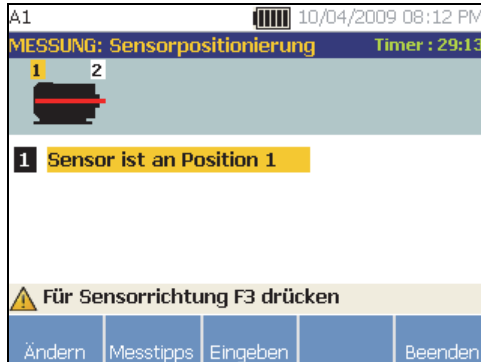 A1 10/04/2009 08:12 PM
MESSUNG: Sensorpositionierung Timer : 29:13
1 2
1 Sensor ist an Position 1
Für Sensorrichtung F3 drücken
Ändern Messtipps Eingeben Beenden